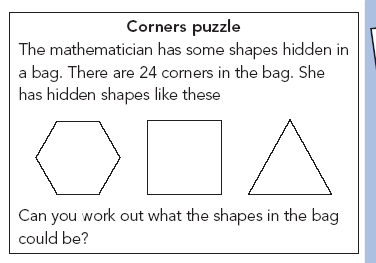 Corners puzzle
The mathematician has some shapes hidden in
a bag. There are 24 corners in the bag. She
has hidden shapes like these
Can you work out what the shapes in the bag
could be?